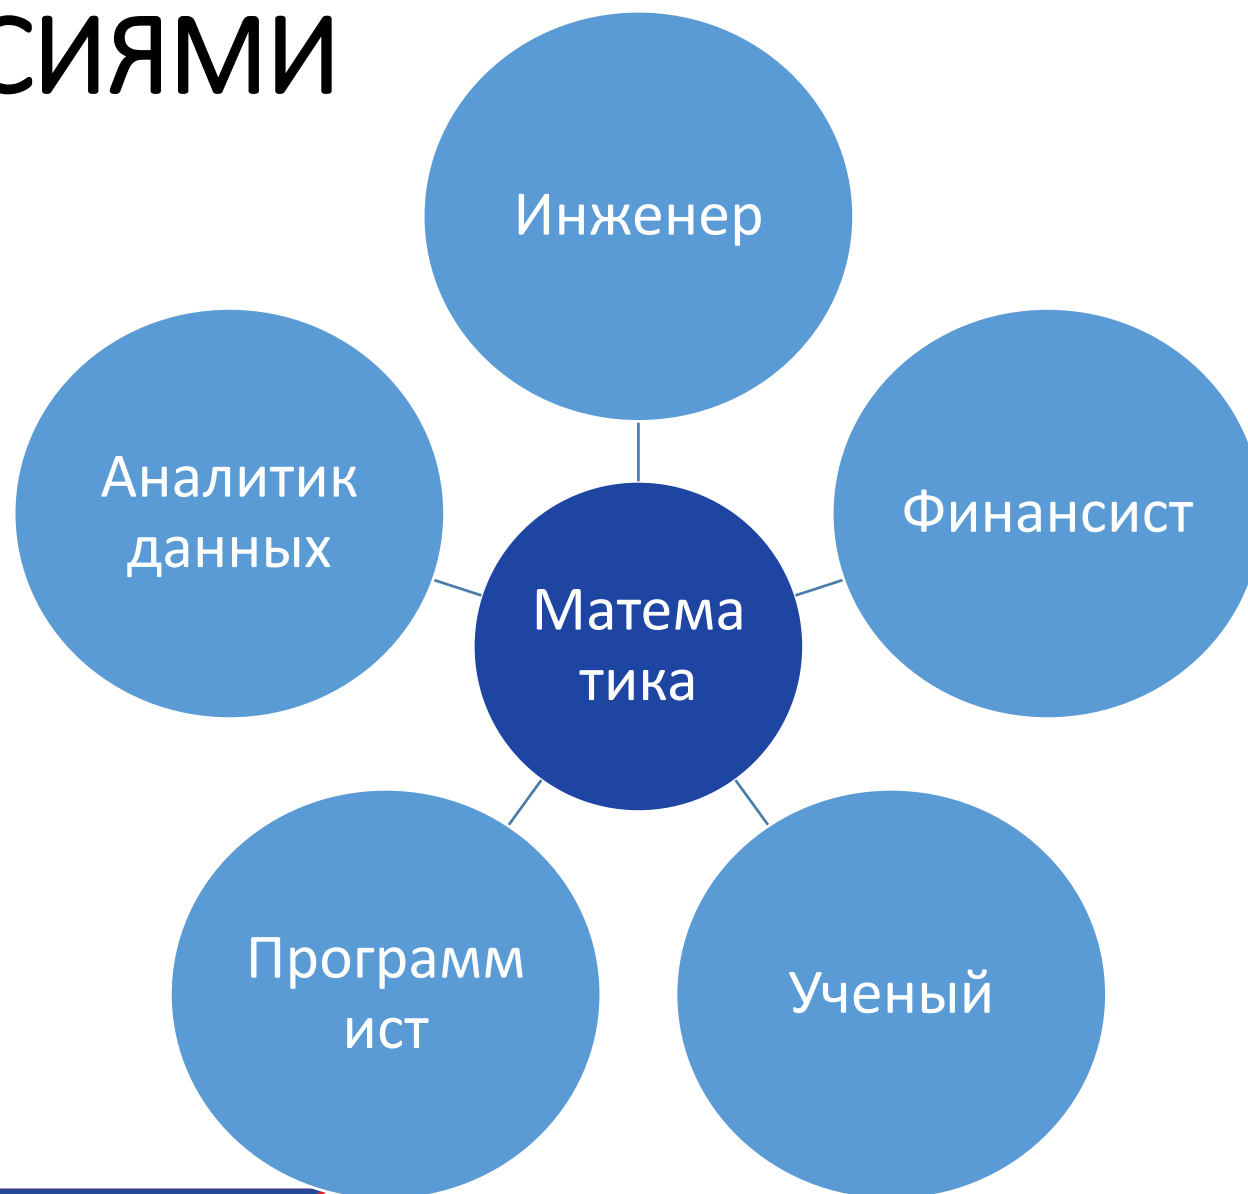 СИЯМИ
Инженер
Финансист
Ученый
Программ
ист
Аналитик
данных
Матема
тика